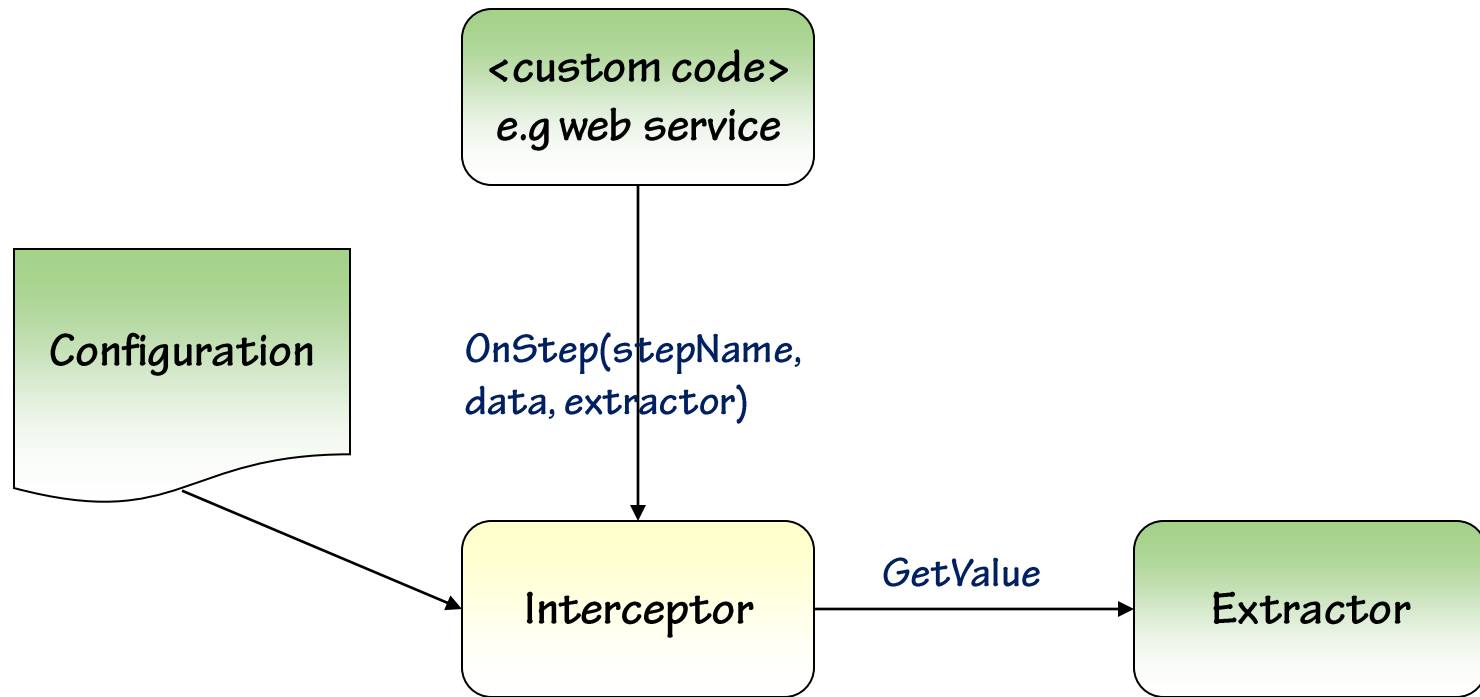 <custom code>
e.g web service
Configuration
OnStep(stepName,
data, extractor)
GetValue
Interceptor
Extractor